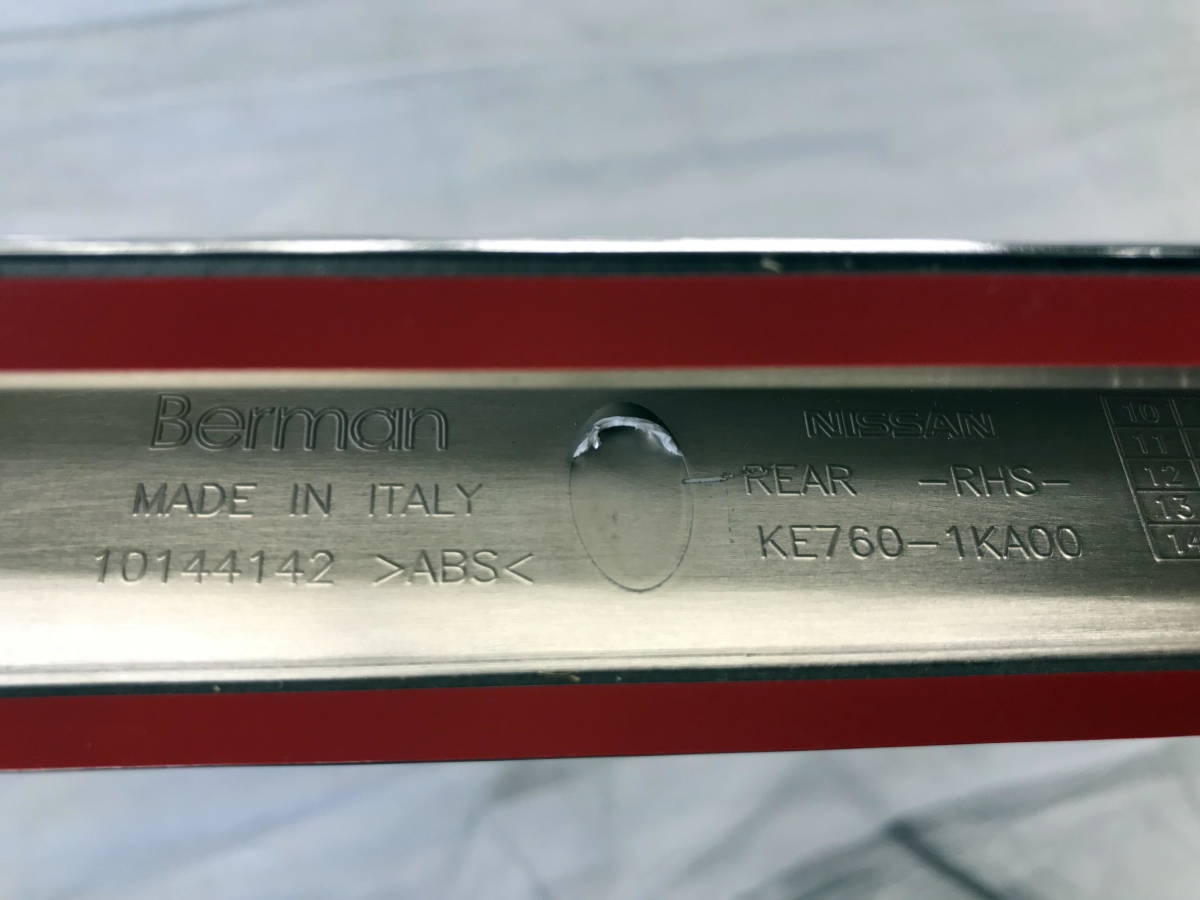 Berman
MADE IN ITALY
10144142 >ABS<
NISSAN
REAR -RHS-
KE760-1KA00
10
11
12
13
14